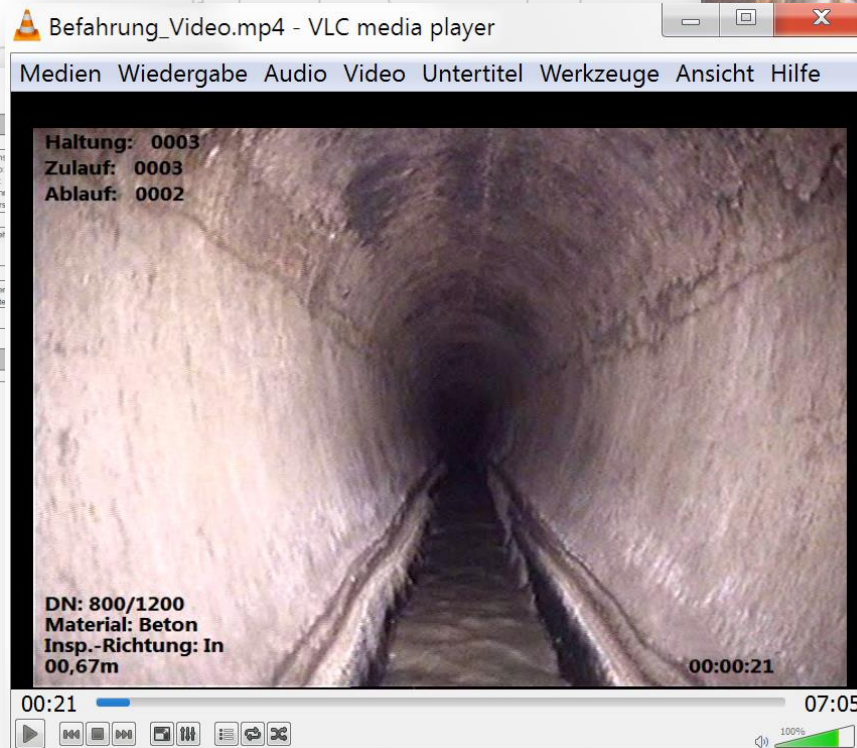 Befahrung_Video.mp4 - VLC media player
Medien Wiedergabe Audio Video Untertitel Werkzeuge Ansicht Hilfe
Haltung: 0003
Zulauf: 0003
Ablauf: 0002
DN: 800/1200
Material: Beton
Insp.-Richtung: In
00,67m
00:00:21
00:21
07:05
100%